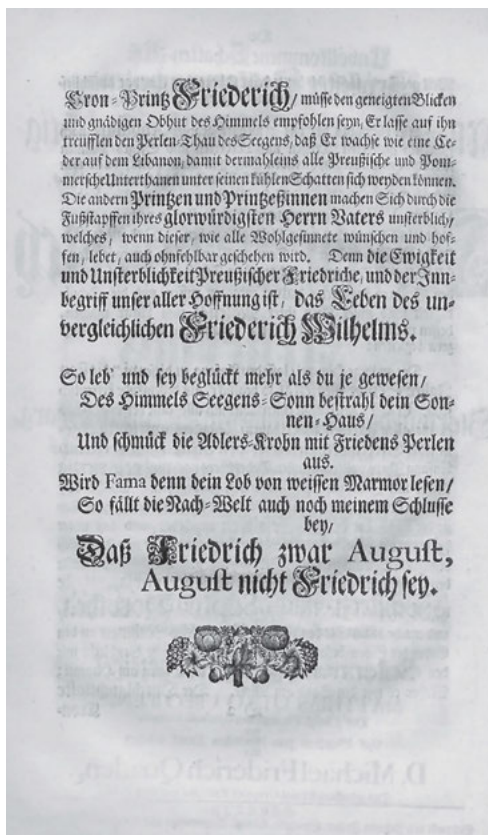 Cron-Printz Friederich/ müsse den geneigten Blicken
und gnädigen Obhut des Himmels empfohlen seyn, Er lasse auf ihn
treufflen den Perlen-Thau des Seegens, daß Er wachse wie eine Ce-
der auf dem Libanon, damit dermahleins alle Preußische und Pom-
mersche Unterthanen unter seinen kühlen Schatten sich weyden können.
Die andern Printzen und Printzeßinnen machen Sich durch die
Fußstapffen ihres glorwürdigsten Herrn Vaters unsterblich/
welches, wenn dieser, wie alle Wohlgesinnete wünschen und hof-
fen, lebet, auch ohnfehlbar geschehen wird. Denn die Ewigkeit
und Unsterblichkeit Preußischer Friedriche, und der Inn-
begriff unser aller Hoffnung ist, das Leben des un-
vergleichlichen Friederich Wilhelms.
So leb' und sey beglückt mehr als du je gewesen/
Des Himmels Seegens-Sonn bestrahl dein Son-
nen-Haus/
Und schmück die Adlers-Krohn mit Friedens Perlen
aus.
Wird Fama denn dein Lob von weissen Marmor lesen/
So fällt die Nach-Welt auch noch meinem Schlusse
bey/
Daß Friedrich zwar August,
August nicht Friedrich sey.